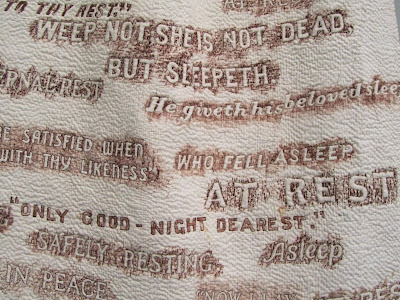 TO THY REST."
WEEP NOT, SHE IS NOT DEAD,
BUT SLEEPETH
ERNAL REST
He giveth his beloved sleep
E SATISFIED WHEN
WITH THY LIKENESS
WHO FELL ASLEEP
AT REST
"ONLY GOOD-NIGHT DEAREST."
SAFELY RESTING,
Asleep
IN PEACE